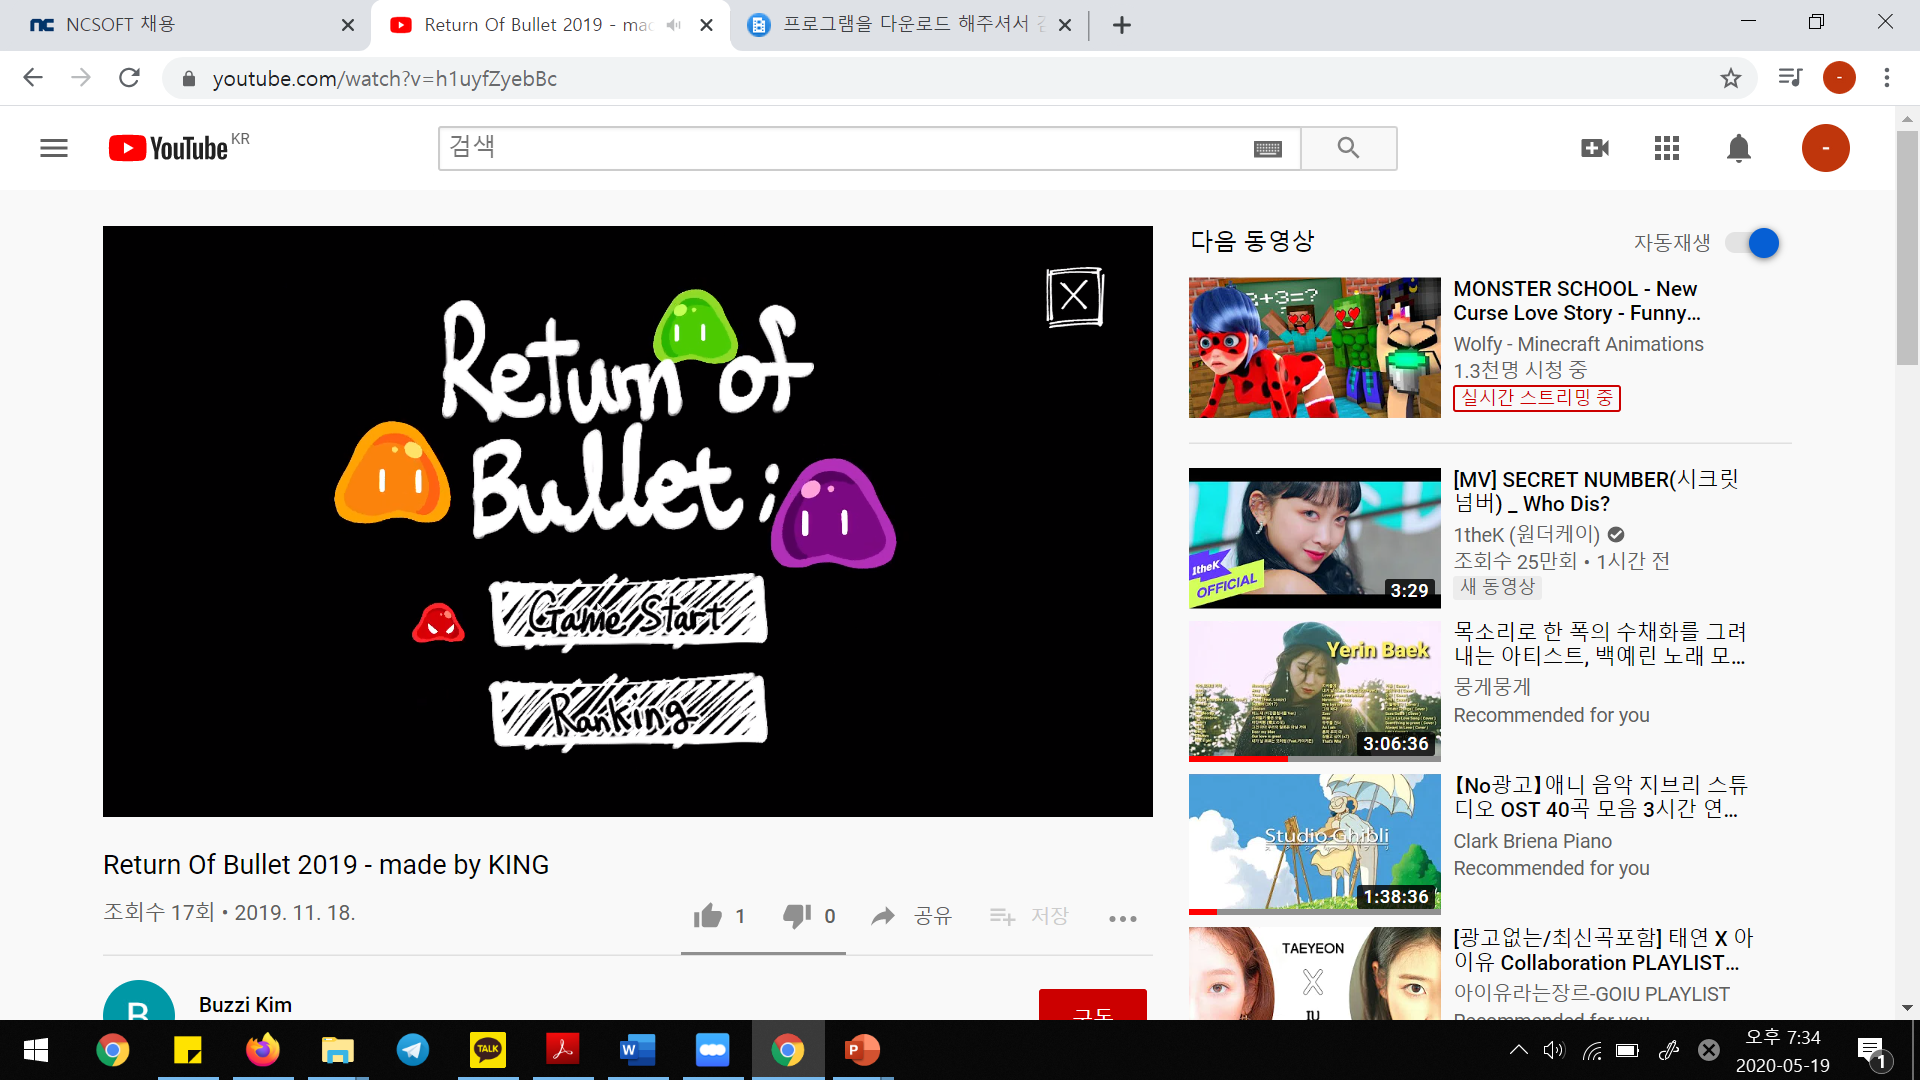 NCSOFT 채용
Return Of Bullet 2019 - mad
프로그램을 다운로드 해주셔서 감
youtube.com/watch?v=h1uyfZyebBc
YouTube KR
검색
Return of
Bullet ;
Game Start
Ranking
Return Of Bullet 2019 - made by KING
조회수 17회 • 2019. 11. 18.
1
0
공유
저장
B
Buzzi Kim
구독
다음 동영상
자동재생
3+3=?
MONSTER SCHOOL - New
Curse Love Story - Funny...
Wolfy - Minecraft Animations
1.3천명 시청 중
실시간 스트리밍 중
1theK
OFFICIAL
3:29
[MV] SECRET NUMBER(시크릿
넘버) _ Who Dis?
1theK (원더케이)
조회수 25만회 • 1시간 전
새 동영상
Yerin Baek
3:06:36
목소리로 한 폭의 수채화를 그려
내는 아티스트, 백예린 노래 모...
뭉게뭉게
Recommended for you
Studio Ghibli
1:38:36
【No광고】애니 음악 지브리 스튜
디오 OST 40곡 모음 3시간 연...
Clark Briena Piano
Recommended for you
TAEYEON
X
IU
[광고없는/최신곡포함] 태연 X 아
이유 Collaboration PLAYLIST...
아이유라는장르-GOIU PLAYLIST
Recommended for you
TALK
W
P
오후 7:34
2020-05-19
1